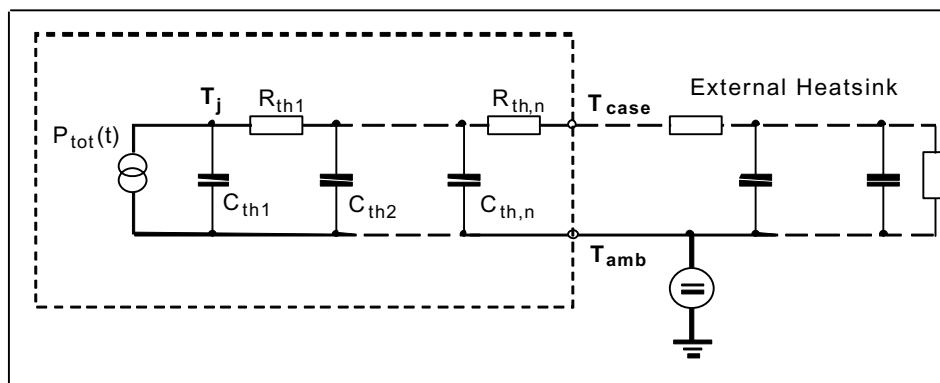 External Heatsink
T_j
R_th1
R_th,n
T_case
P_tot(t)
C_th1
C_th2
C_th,n
T_amb